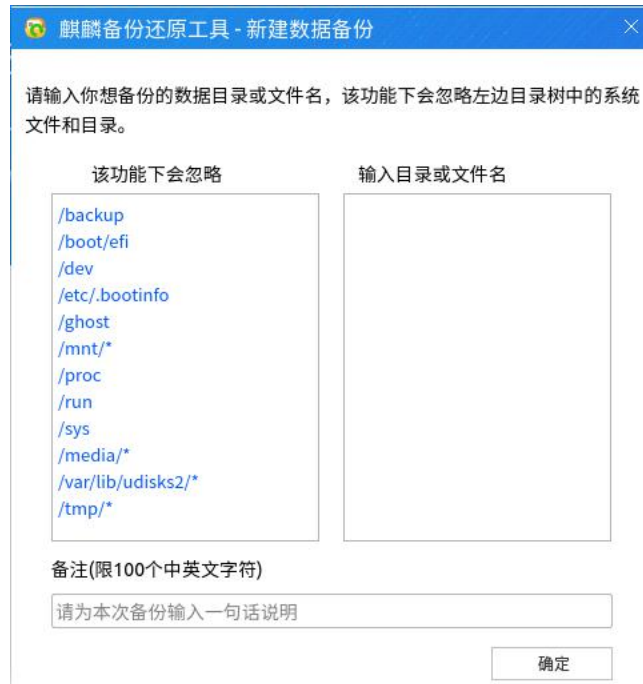 麒麟备份还原工具 - 新建数据备份
请输入你想备份的数据目录或文件名，该功能下会忽略左边目录树中的系统
文件和目录。
该功能下会忽略
输入目录或文件名
/backup
/boot/efi
/dev
/etc/.bootinfo
/ghost
/mnt/*
/proc
/run
/sys
/media/*
/var/lib/udisks2/*
/tmp/*
备注(限100个中英文字符)
请为本次备份输入一句话说明
确定